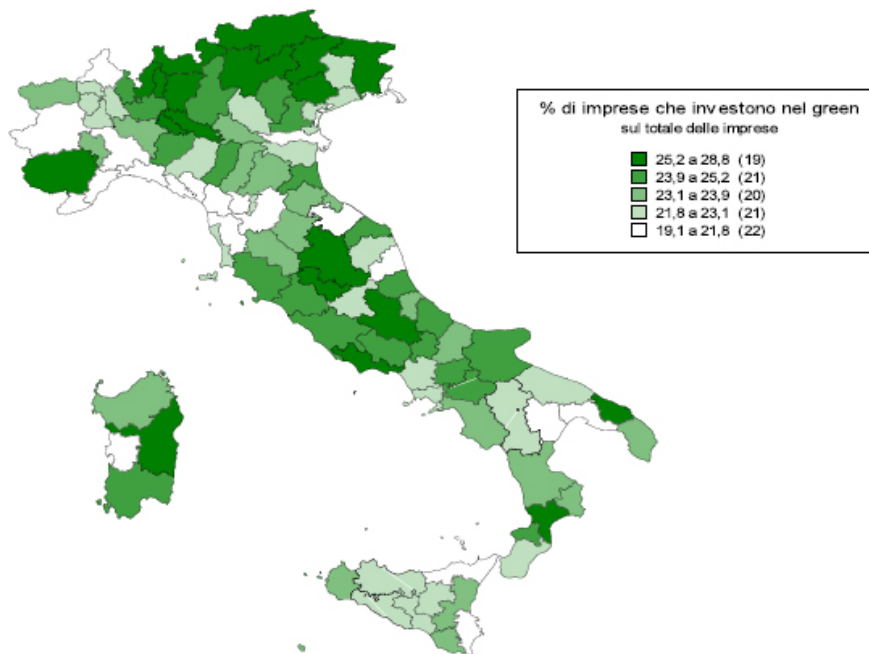 % di imprese che investono nel green
sul totale delle imprese
25,2 a 28,8 (19)
23,9 a 25,2 (21)
23,1 a 23,9 (20)
21,8 a 23,1 (21)
19,1 a 21,8 (22)